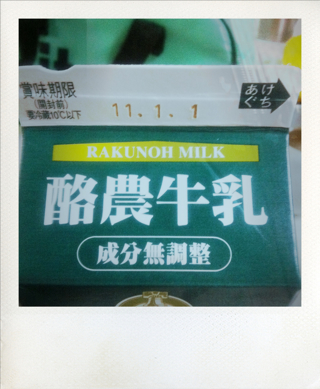 賞味期限
(開封前)
要冷蔵10℃以下
11.1.1
あけ
ぐち
RAKUNOH MILK
酪農牛乳
成分無調整